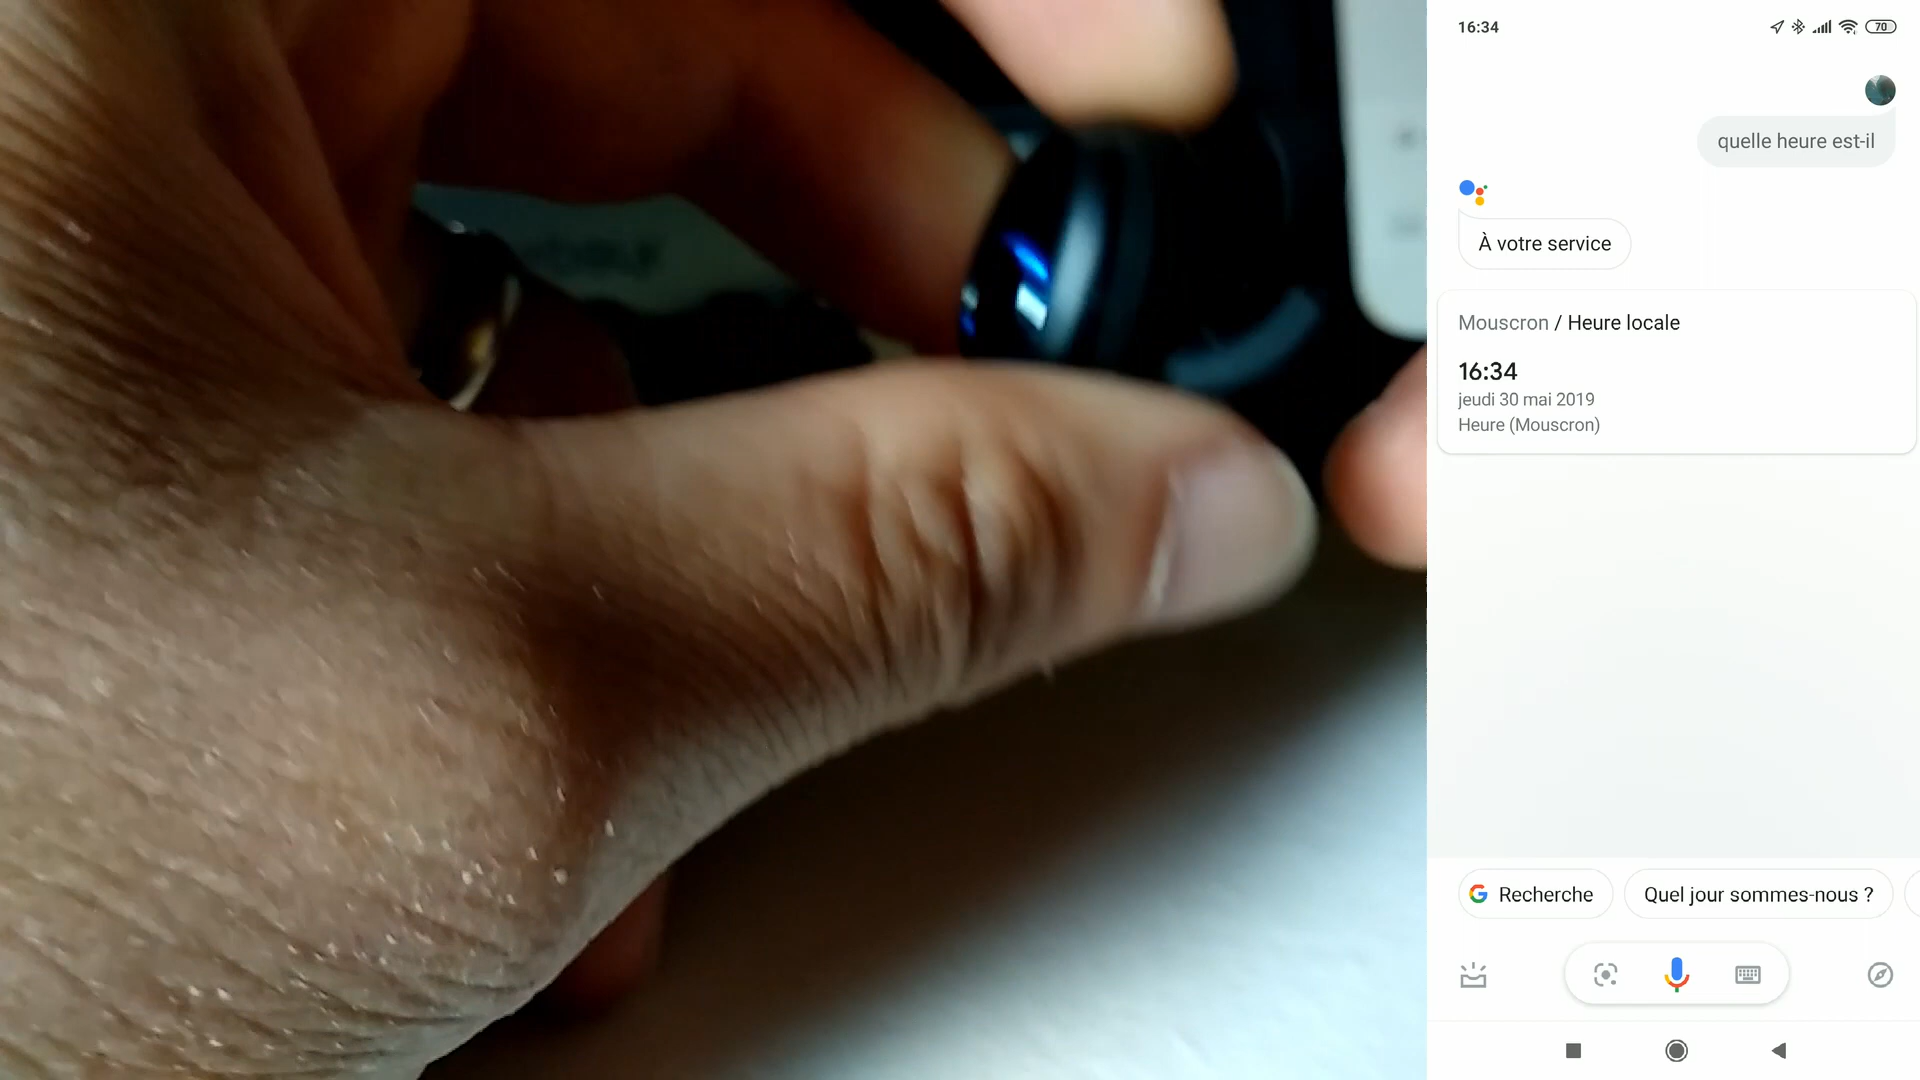 16:34
70
quelle heure est-il
À votre service
Mouscron / Heure locale
16:34
jeudi 30 mai 2019
Heure (Mouscron)
Recherche
Quel jour sommes-nous ?